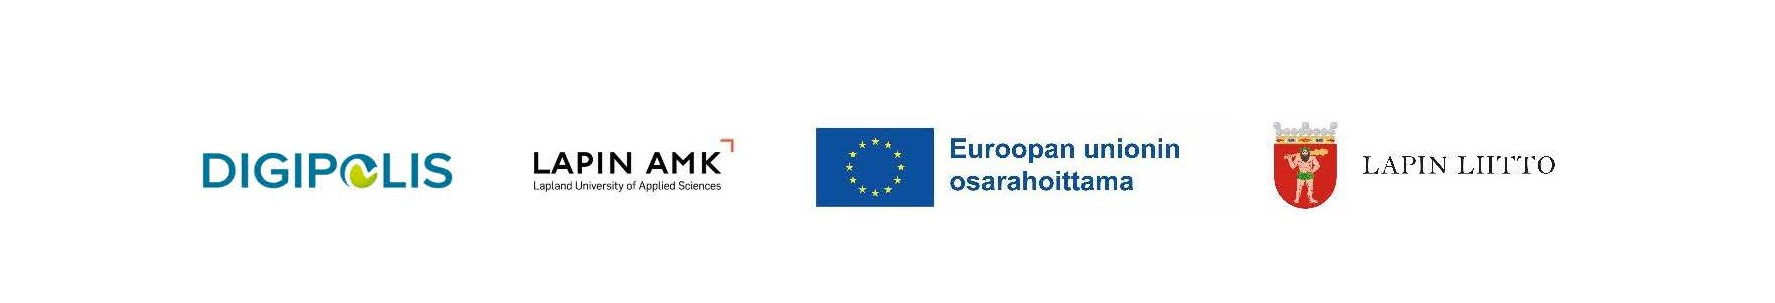 DIGIPOLIS
LAPIN AMK
Lapland University of Applied Sciences
Euroopan unionin
osarahoittama
LAPIN LIITTO